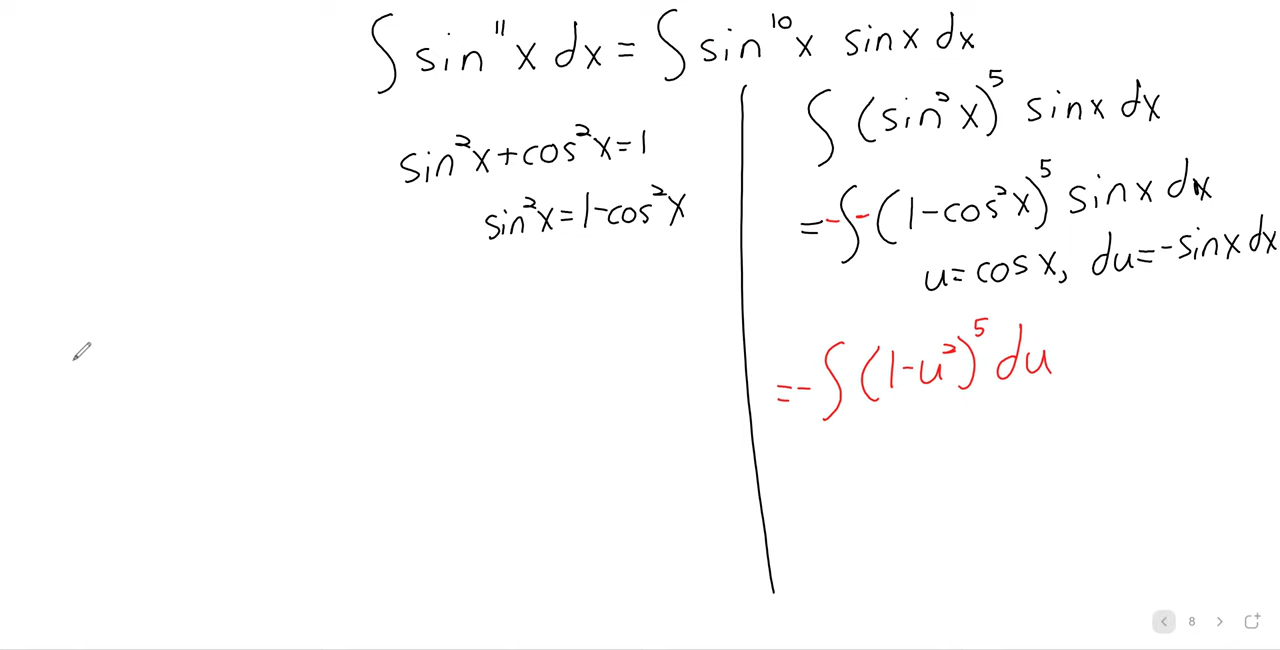 ∫ sin¹¹x dx = ∫ sin¹⁰x sinx dx
sin²x+cos²x=1
sin²x=1-cos²x
∫ (sin²x)⁵ sinx dx
=-∫-(1-cos²x)⁵ sinx dx
u=cosx, du=-sinx dx
=-∫(1-u²)⁵ du
8